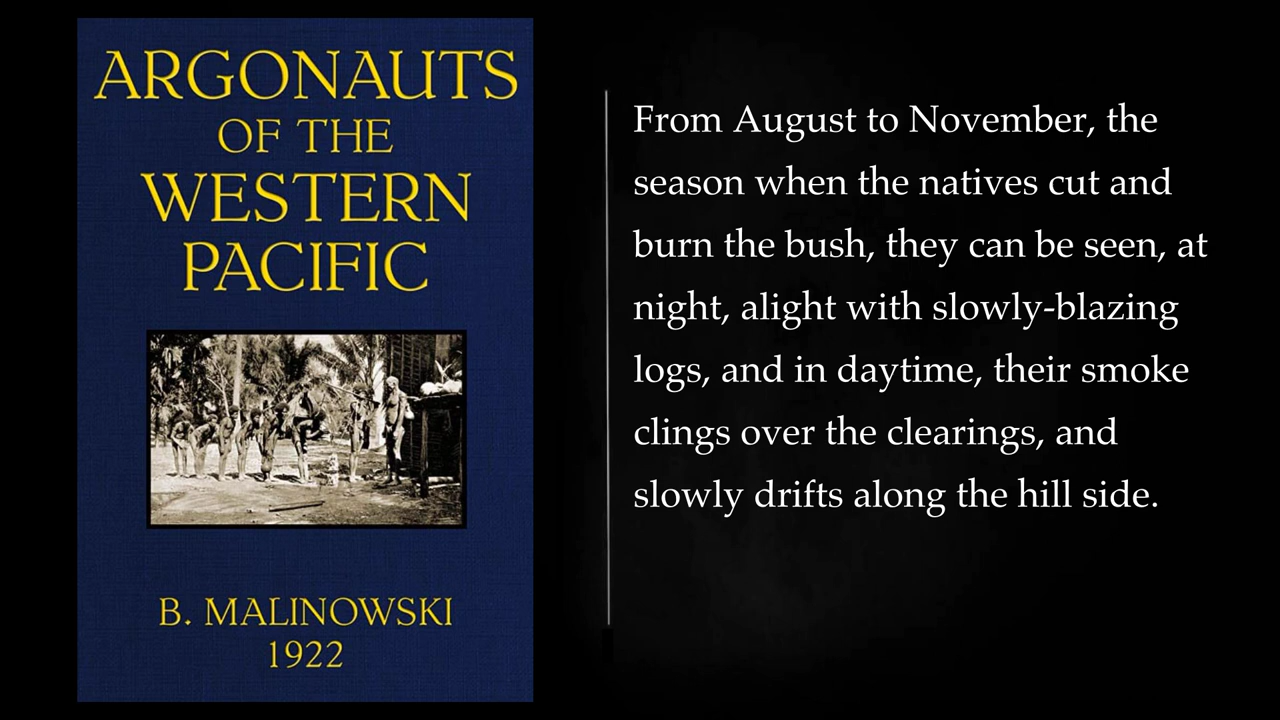 ARGONAUTS
OF THE
WESTERN
PACIFIC
B. MALINOWSKI
1922
From August to November, the
season when the natives cut and
burn the bush, they can be seen, at
night, alight with slowly-blazing
logs, and in daytime, their smoke
clings over the clearings, and
slowly drifts along the hill side.